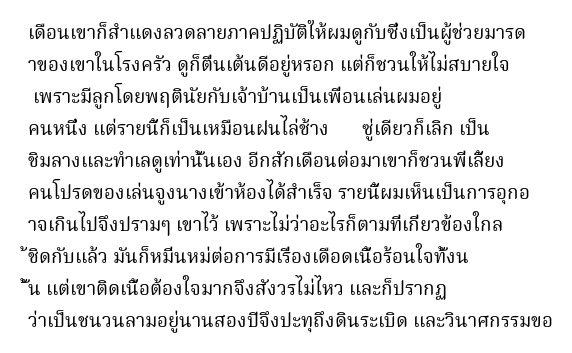 เดือนเขาก็สำแดงลวดลายภาคปฏิบัติให้ผมดูกับซึ่งเป็นผู้ช่วยมารด
าของเขาในโรงครัว ดูก็ตื่นเต้นดีอยู่หรอก แต่ก็ชวนให้ไม่สบายใจ
เพราะมีลูกโดยพฤตินัยกับเจ้าบ้านเป็นเพื่อนเล่นผมอยู่
คนหนึ่ง แต่รายนี้ก็เป็นเหมือนฝนไล่ช้าง ซู่เดียวก็เลิก เป็น
ชิมลางและทำเลดูเท่านั้นเอง อีกสักเดือนต่อมาเขาก็ชวนพี่เลี้ยง
คนโปรดของเล่นจูงนางเข้าห้องได้สำเร็จ รายนี้ผมเห็นเป็นการอุกอ
าจเกินไปจึงปรามๆ เขาไว้ เพราะไม่ว่าอะไรก็ตามที่เกี่ยวข้องใกล
้ชิดกับแล้ว มันก็หมิ่นหม่ต่อการมีเรื่องเดือดเนื้อร้อนใจทั้งน
ั้น แต่เขาติดเนื้อต้องใจมากจึงสังวรไม่ไหว และก็ปรากฏ
ว่าเป็นชนวนลามอยู่นานสองปีจึงปะทุถึงดินระเบิด และวินาศกรรมขอ